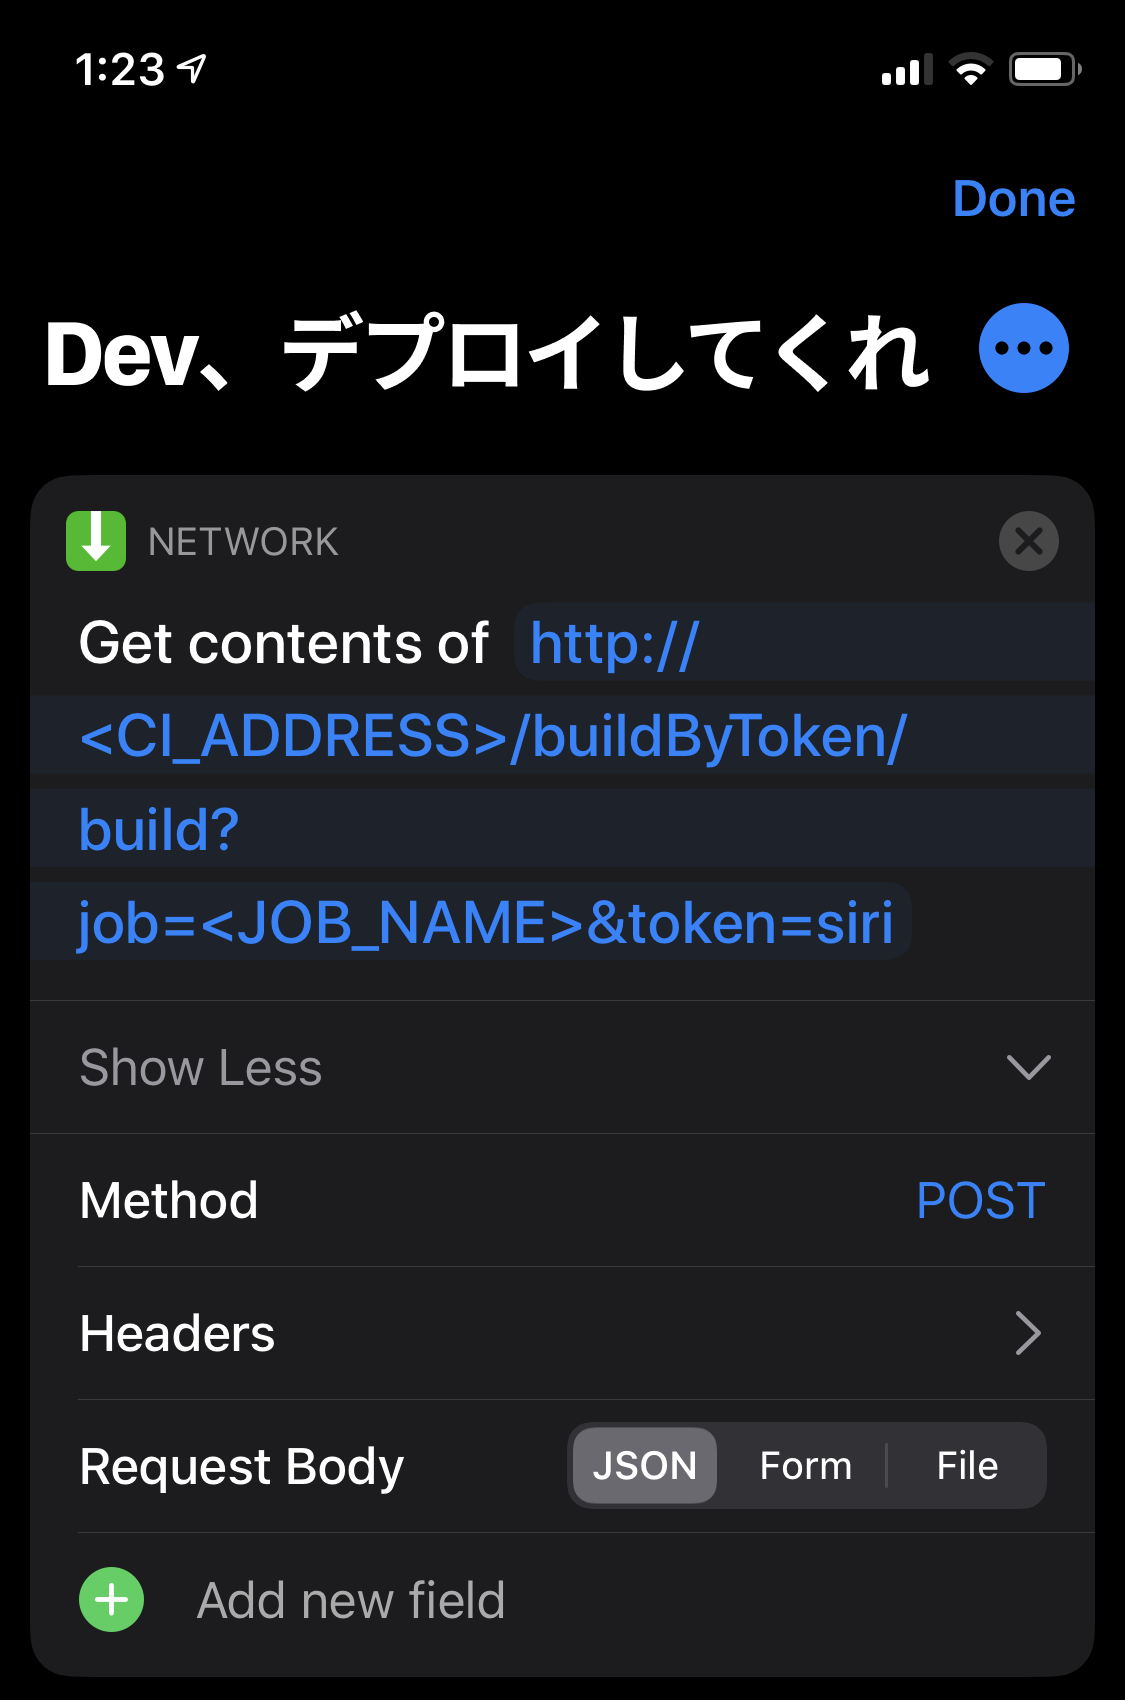 1:23
Done
Dev、デプロイしてくれ
NETWORK
Get contents of http://
<CI_ADDRESS>/buildByToken/
build?
job=<JOB_NAME>&token=siri
Show Less
Method POST
Headers
Request Body JSON Form File
Add new field